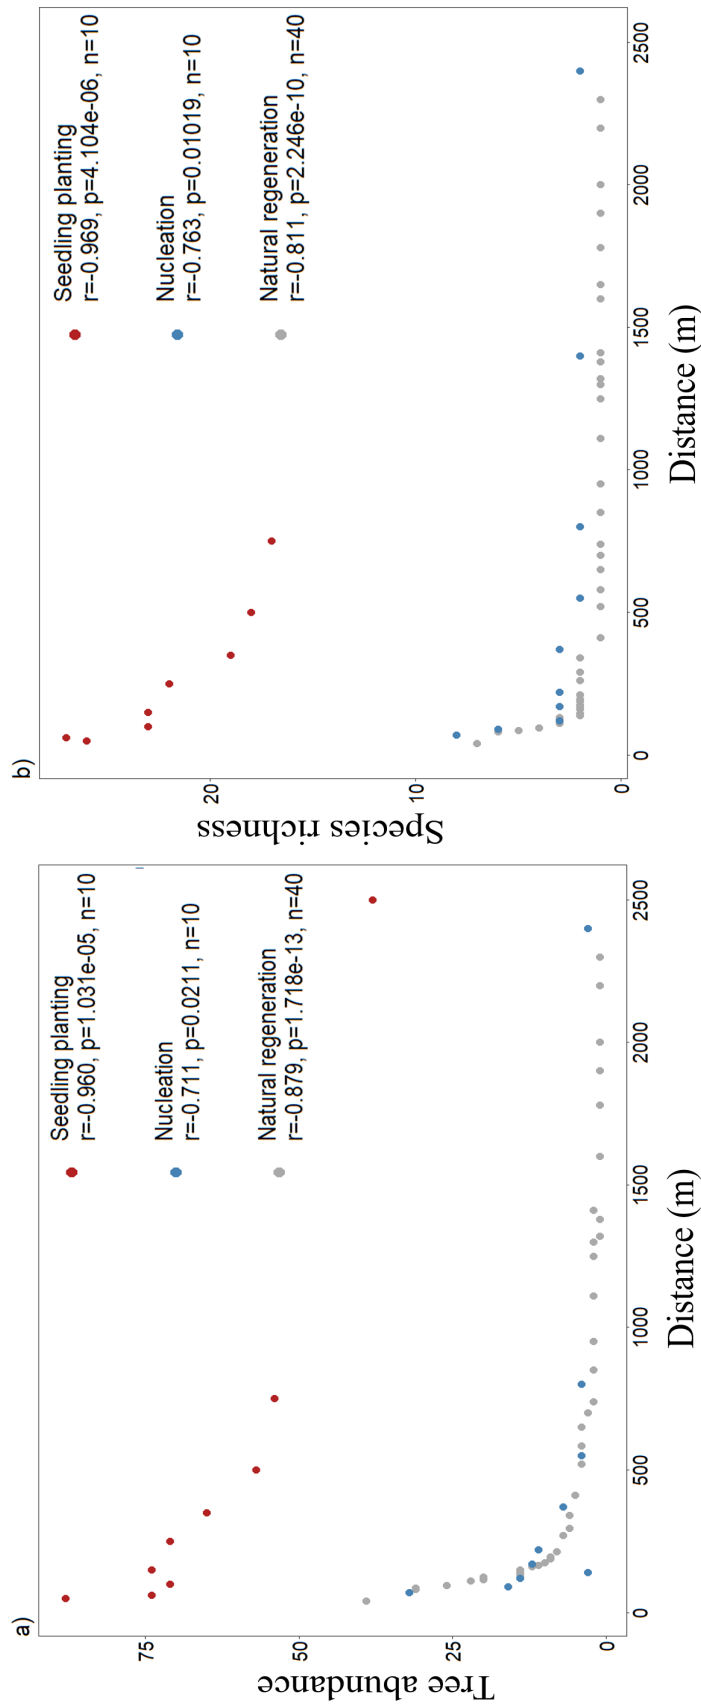 a)
Tree abundance
75
50
25
0
Seedling planting
r=-0.960, p=1.031e-05, n=10
Nucleation
r=-0.711, p=0.0211, n=10
Natural regeneration
r=-0.879, p=1.718e-13, n=40
0
500
1000
1500
2000
2500
Distance (m)
b)
Species richness
20
10
0
Seedling planting
r=-0.969, p=4.104e-06, n=10
Nucleation
r=-0.763, p=0.01019, n=10
Natural regeneration
r=-0.811, p=2.246e-10, n=40
0
500
1000
1500
2000
2500
Distance (m)